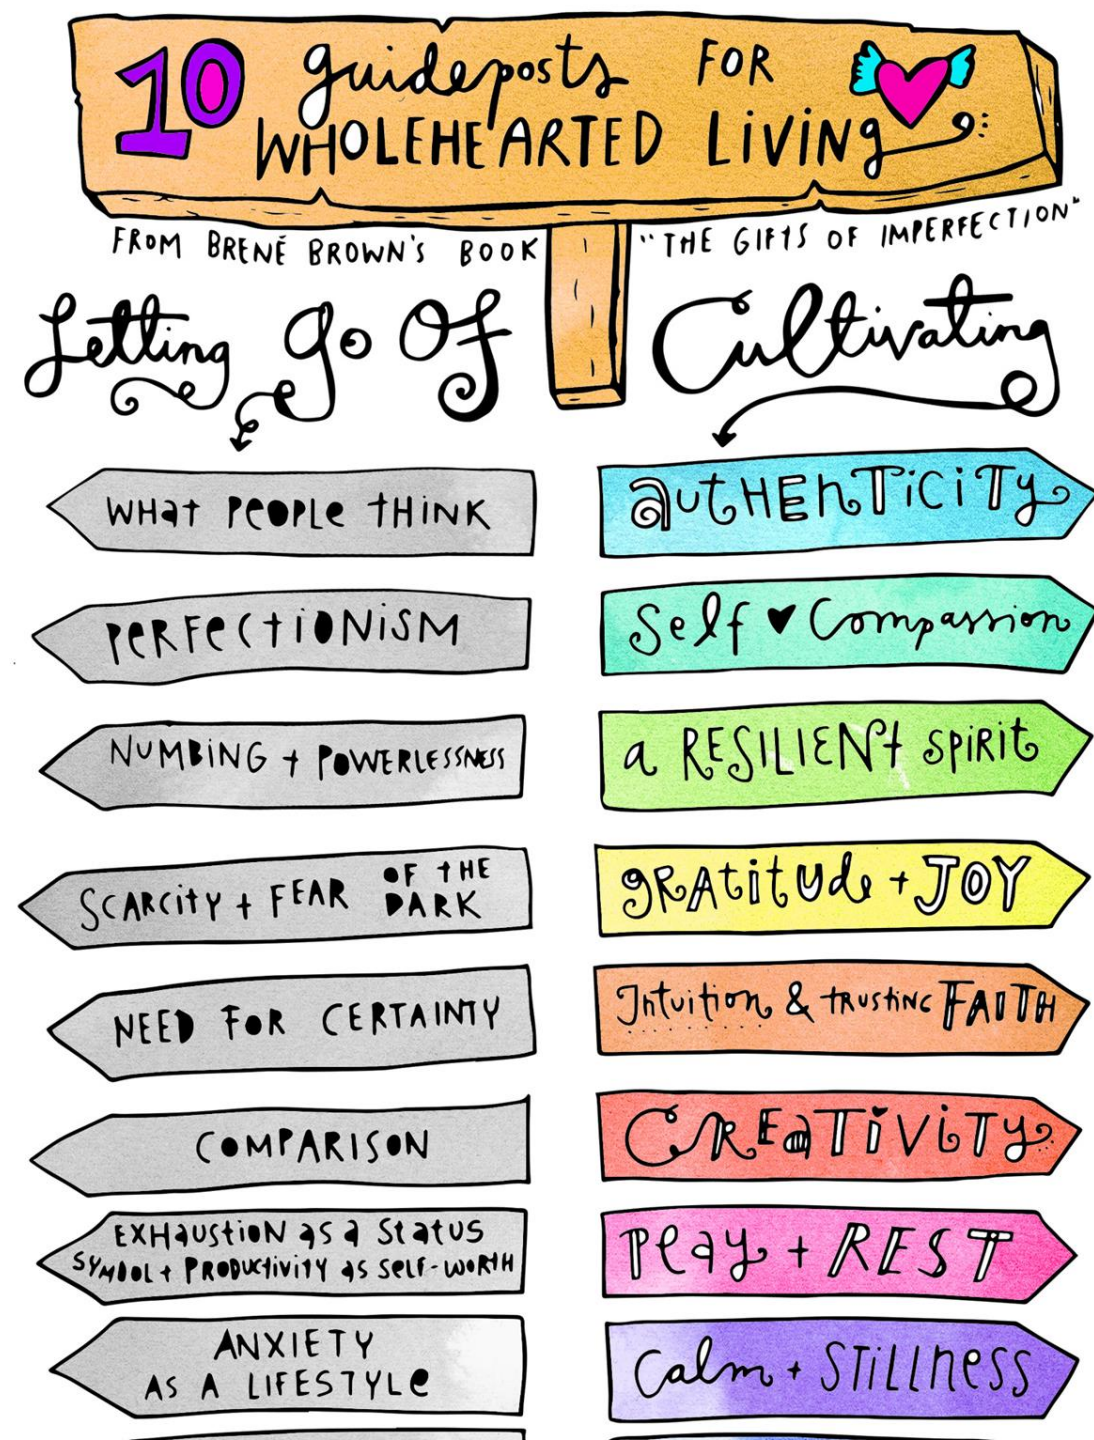 10 guideposts FOR
WHOLEHEARTED LIVING
FROM BRENÉ BROWN'S BOOK "THE GIFTS OF IMPERFECTION"
Letting go Of
Cultivating
WHAT PEOPLE THINK
AUTHENTICITY
PERFECTIONISM
Self ♥ Compassion
NUMBING + POWERLESSNESS
a RESILIENT SPIRIT
SCARCITY + FEAR OF THE
DARK
GRATITUDE + JOY
NEED FOR CERTAINTY
Intuition & TRUSTING FAITH
COMPARISON
CREATIVITY
EXHAUSTION as a STATUS
SYMBOL + PRODUCTIVITY as SELF-WORTH
PLAY + REST
ANXIETY
AS A LIFESTYLE
Calm + STILLNESS